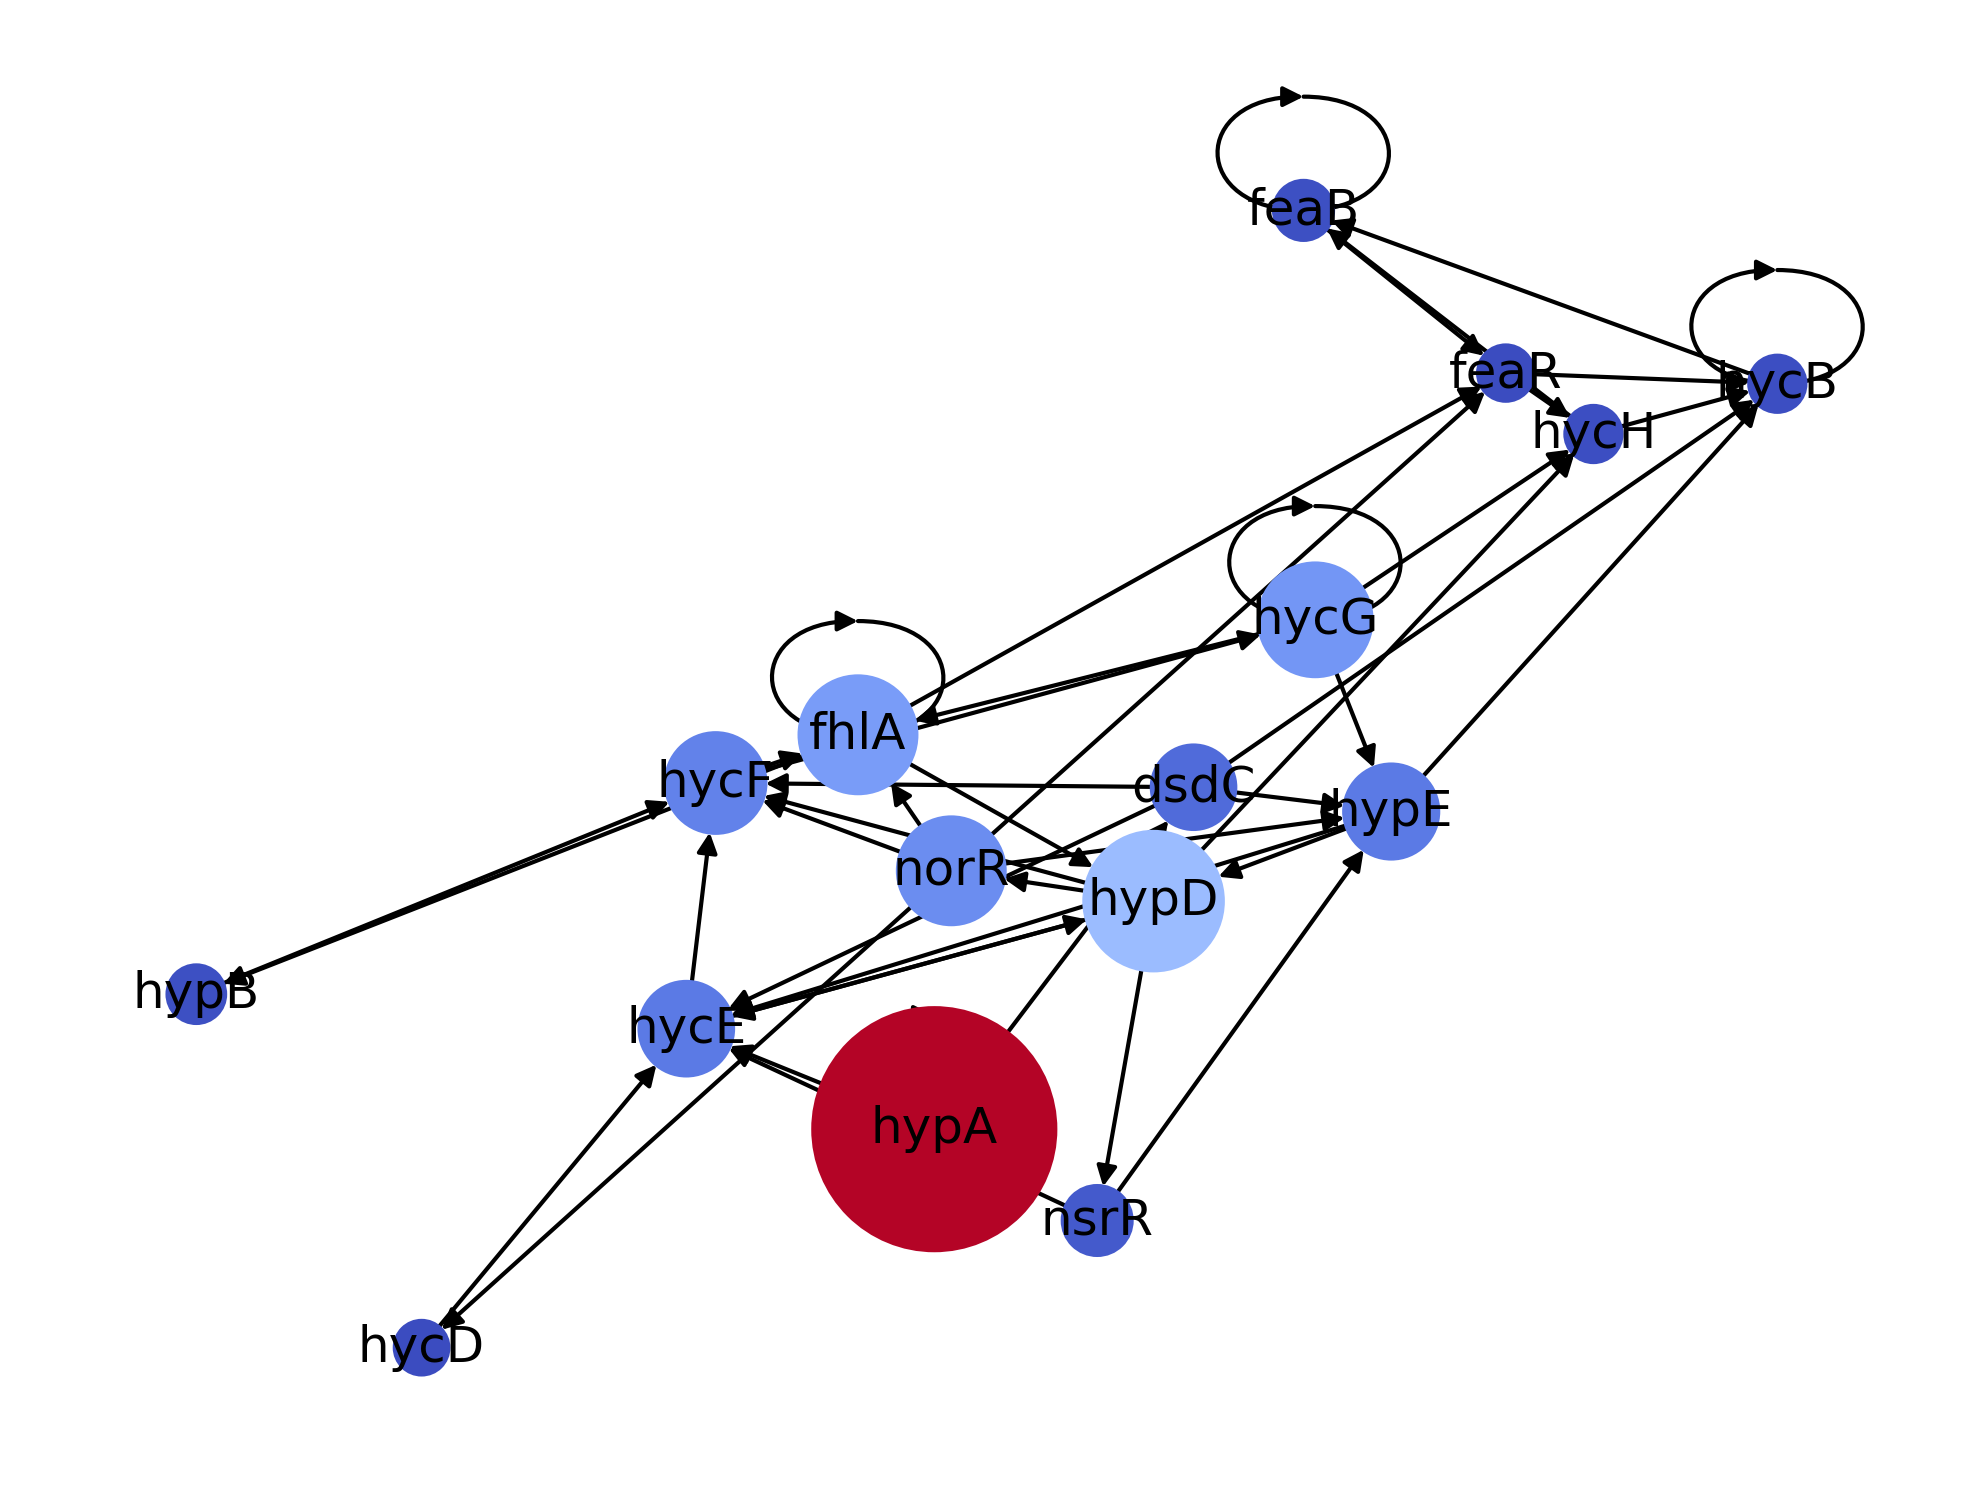 feaB
feaR
hycB
hycH
hycG
fhlA
hycF
dsdC
hypE
norR
hypD
hypB
hycE
hypA
nsrR
hycD